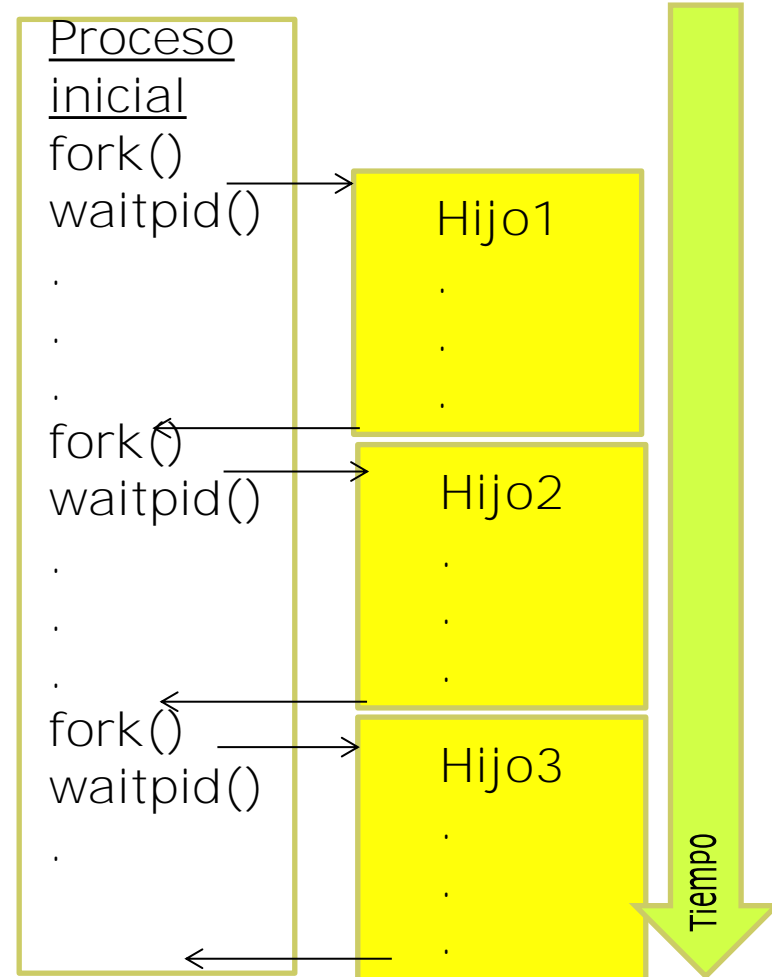 Proceso
inicial
fork()
waitpid()
.
.
.
fork()
waitpid()
.
.
.
fork()
waitpid()
.
Hijo1
.
.
.
Hijo2
.
.
.
Hijo3
.
.
.
Tiempo